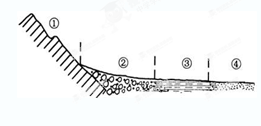 ① ② ③ ④